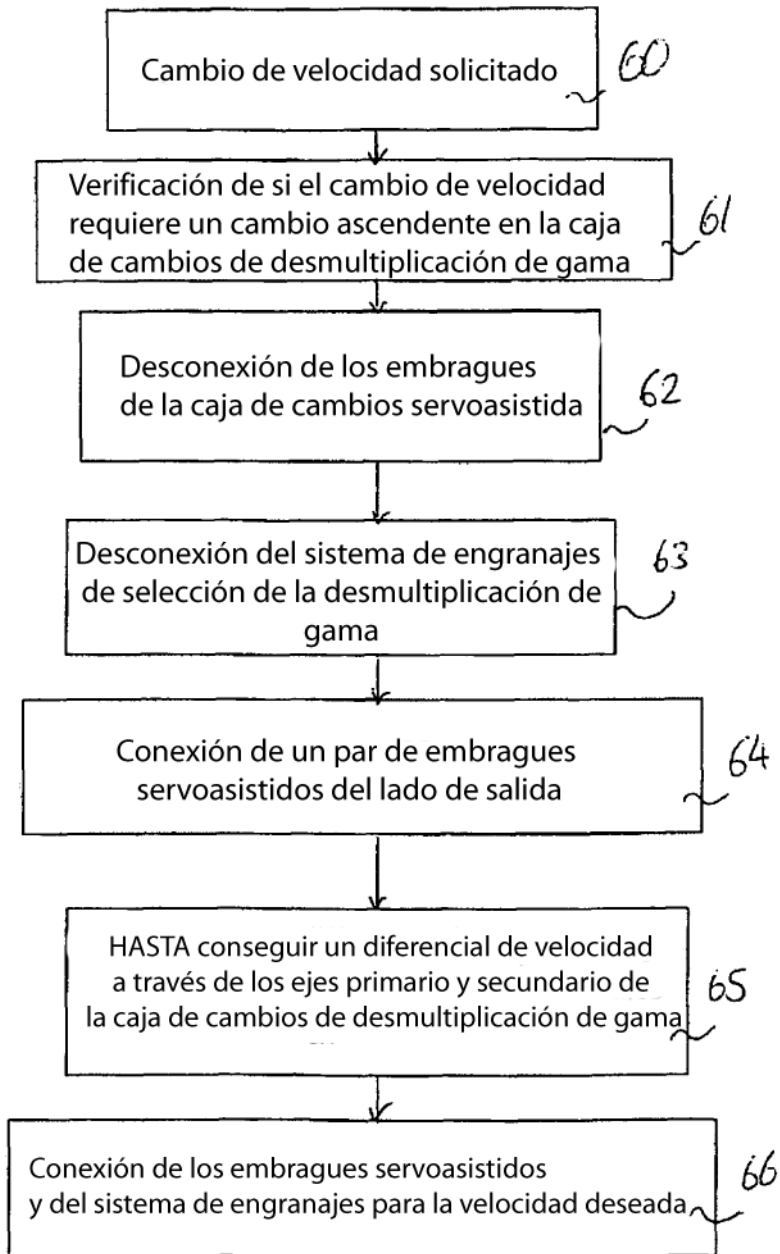 Cambio de velocidad solicitado
60
Verificación de si el cambio de velocidad
requiere un cambio ascendente en la caja
de cambios de desmultiplicación de gama
61
Desconexión de los embragues
de la caja de cambios servoasistida
62
Desconexión del sistema de engranajes
de selección de la desmultiplicación de
gama
63
Conexión de un par de embragues
servoasistidos del lado de salida
64
HASTA conseguir un diferencial de velocidad
a través de los ejes primario y secundario de
la caja de cambios de desmultiplicación de gama
65
Conexión de los embragues servoasistidos
y del sistema de engranajes para la velocidad deseada
66